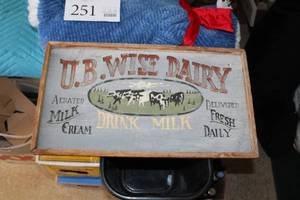 251
U.B. WISE DAIRY
AERATED
MILK
CREAM
DELIVERED
FRESH
DAILY
DRINK MILK